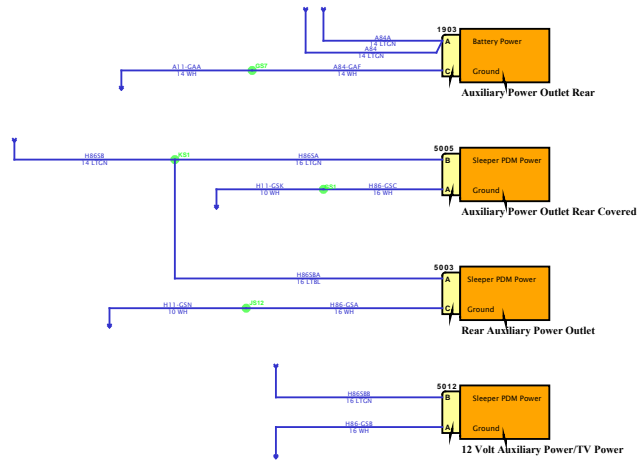 1903
A84A
14 LTGN
A Battery Power
A84
14 LTGN
A11-GAA
14 WH
A84-GAF
14 WH
C Ground
Auxiliary Power Outlet Rear
5005
H86SB
14 LTGN
KS1
H86SA
16 LTGN
B Sleeper PDM Power
H11-GSK
10 WH
H86-GSC
16 WH
A Ground
Auxiliary Power Outlet Rear Covered
5003
H86SBA
16 LTBL
A Sleeper PDM Power
H11-GSN
10 WH
JS12
H86-GSA
16 WH
C Ground
Rear Auxiliary Power Outlet
5012
H86SBB
16 LTGN
B Sleeper PDM Power
H86-GSB
16 WH
A Ground
12 Volt Auxiliary Power/TV Power